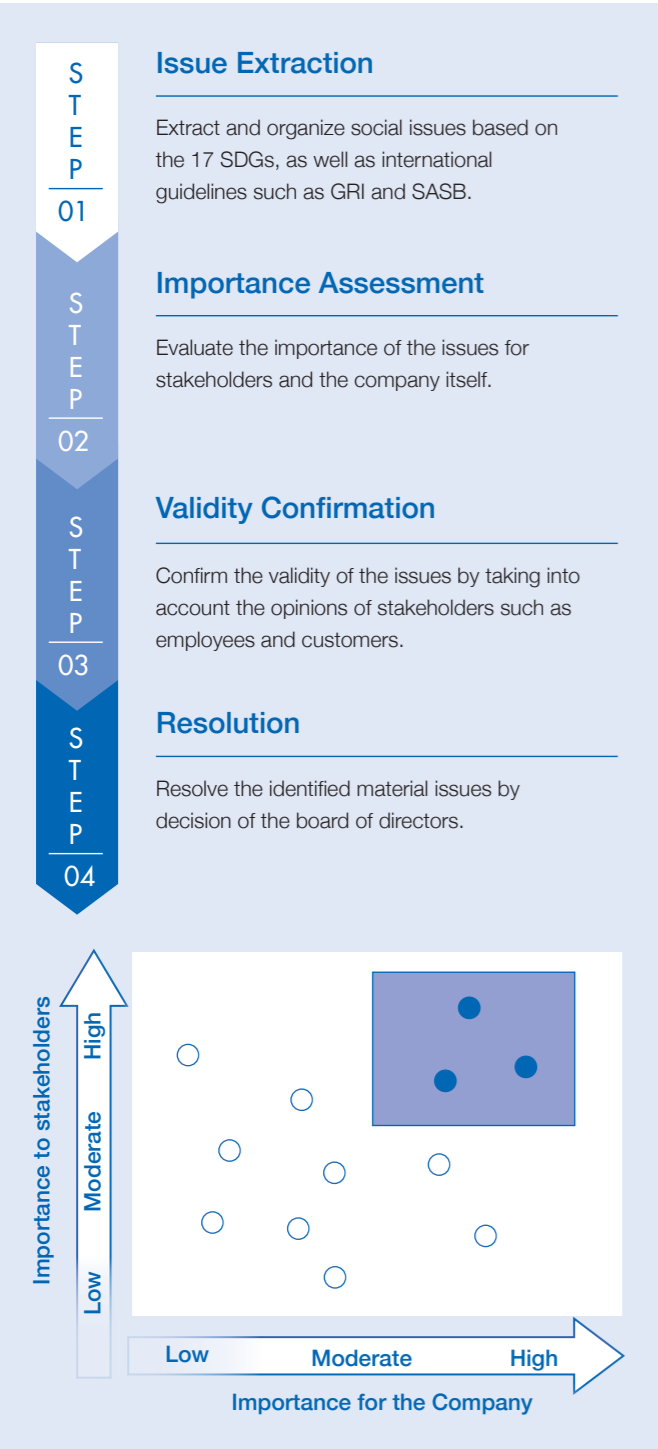 STEP
01
Issue Extraction
Extract and organize social issues based on
the 17 SDGs, as well as international
guidelines such as GRI and SASB.
STEP
02
Importance Assessment
Evaluate the importance of the issues for
stakeholders and the company itself.
STEP
03
Validity Confirmation
Confirm the validity of the issues by taking into
account the opinions of stakeholders such as
employees and customers.
STEP
04
Resolution
Resolve the identified material issues by
decision of the board of directors.
Importance to stakeholders
High
Moderate
Low
Low Moderate High
Importance for the Company